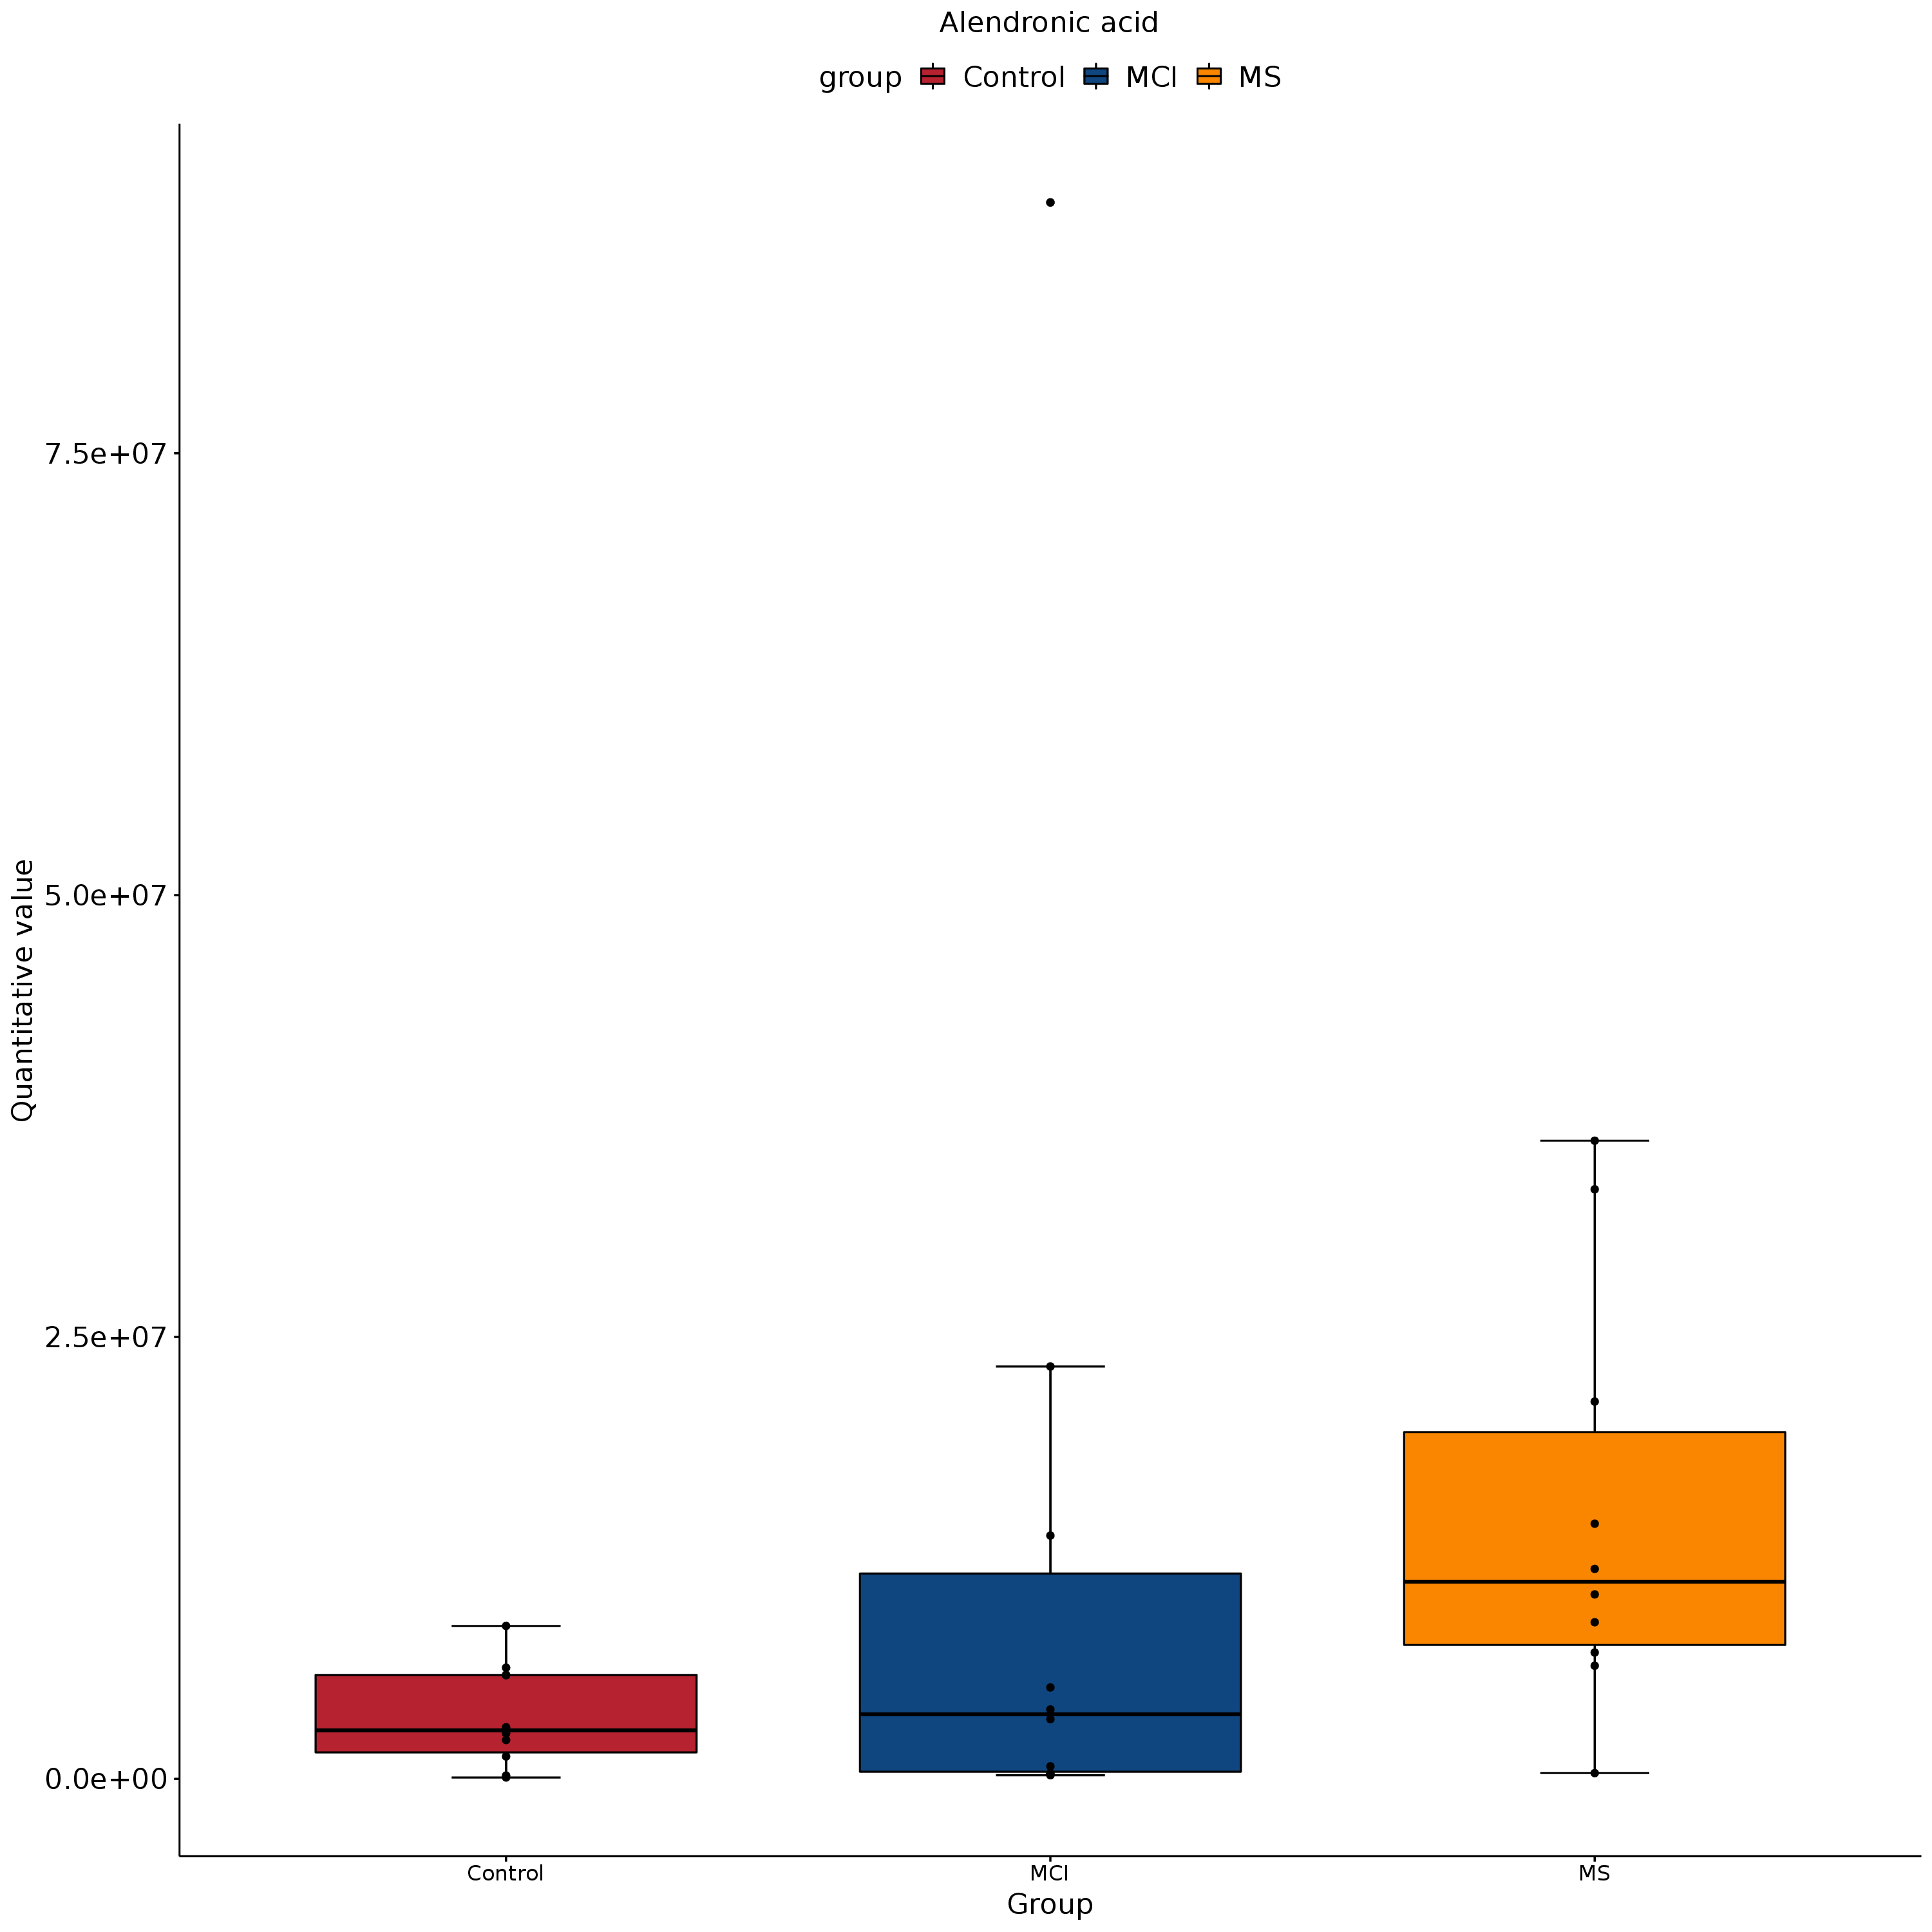 Alendronic acid
group Control MCI MS
Quantitative value
7.5e+07
5.0e+07
2.5e+07
0.0e+00
Control MCI MS
Group